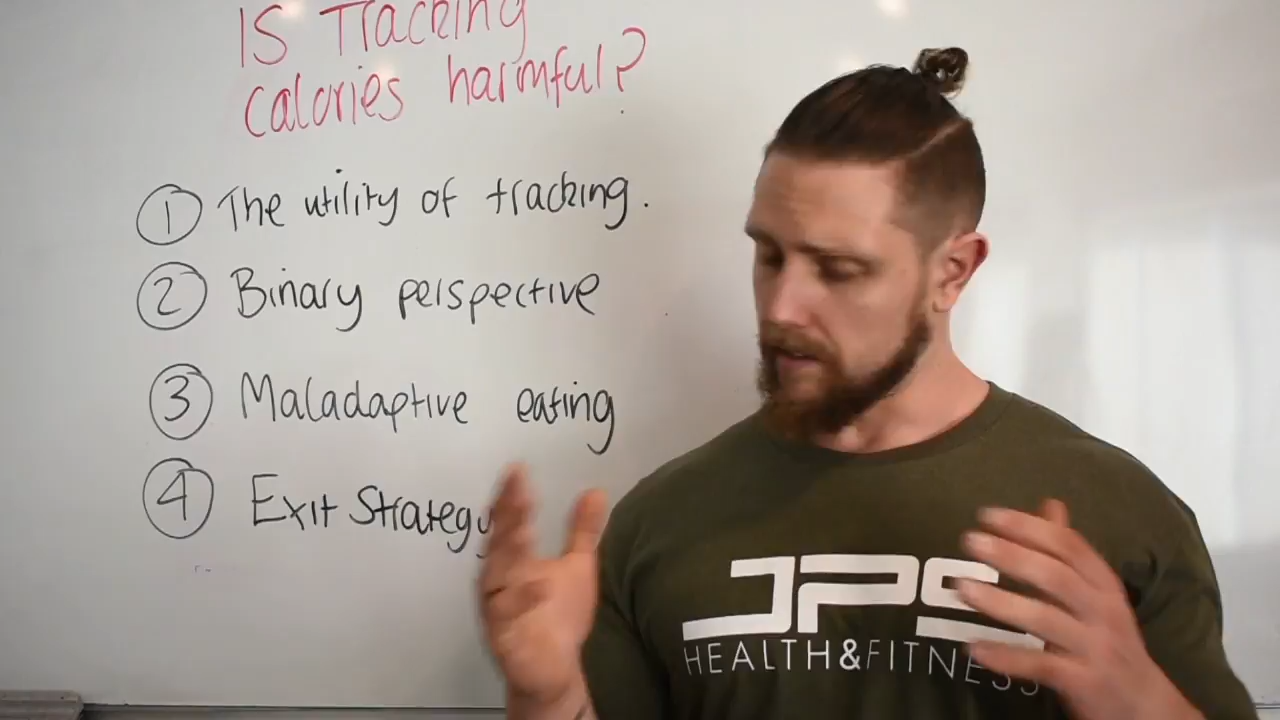 IS Tracking
calories harmful?
1 The utility of tracking.
2 Binary perspective
3 Maladaptive eating
4 Exit Strategy
JPS
HEALTH&FITNESS